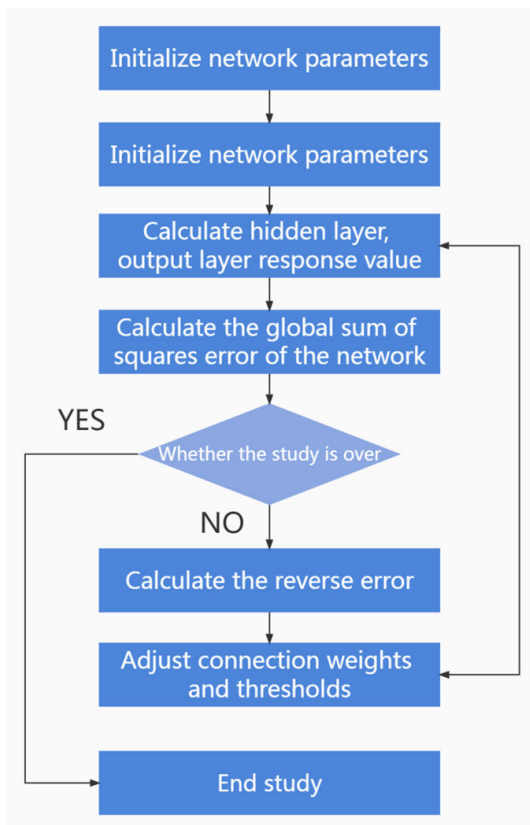 Initialize network parameters
Initialize network parameters
Calculate hidden layer,
output layer response value
Calculate the global sum of
squares error of the network
YES
Whether the study is over
NO
Calculate the reverse error
Adjust connection weights
and thresholds
End study